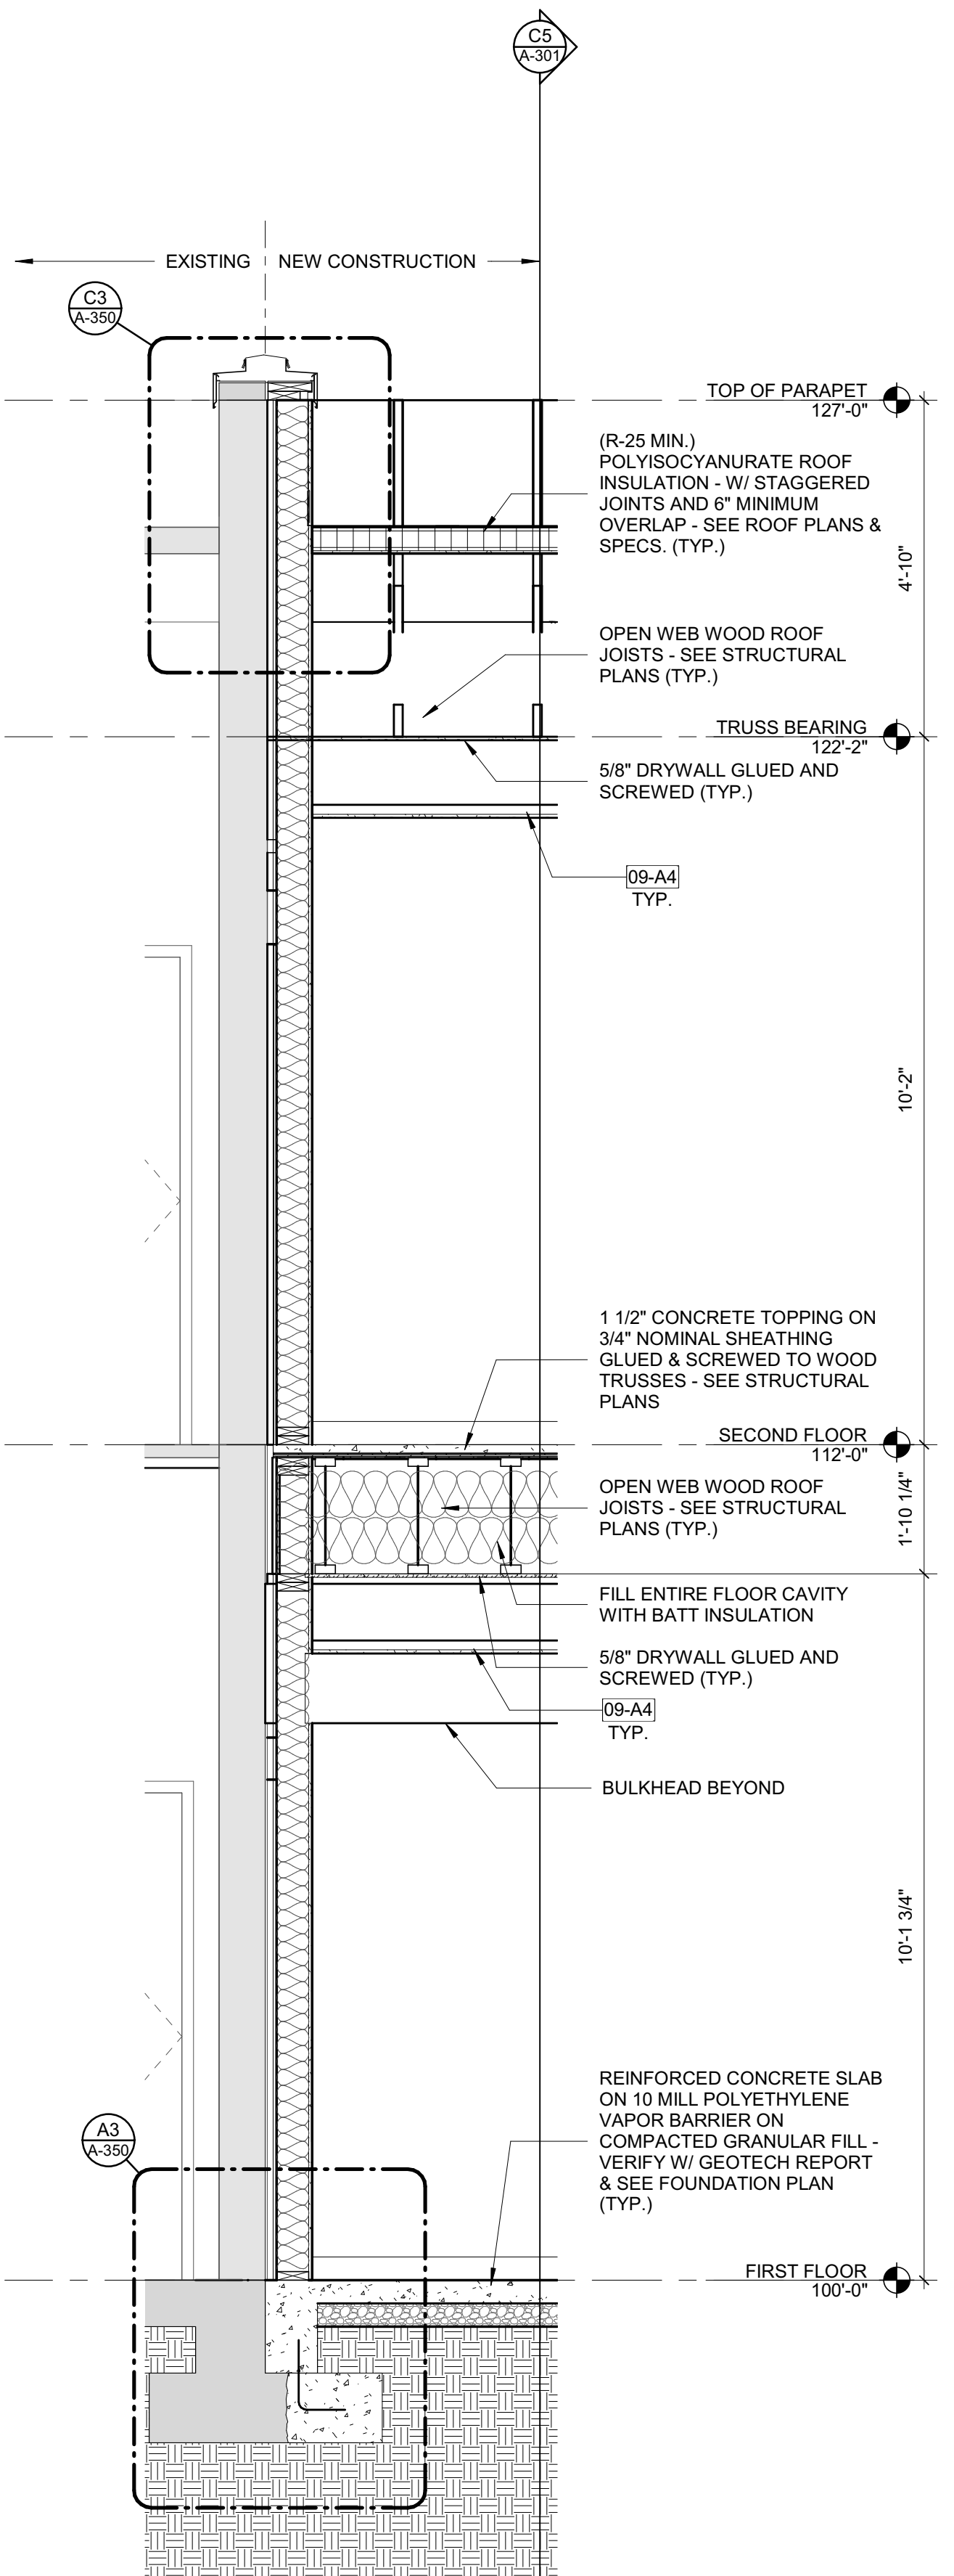 C5
A-301
EXISTING
NEW CONSTRUCTION
C3
A-350
TOP OF PARAPET
127'-0"
(R-25 MIN.)
POLYISOCYANURATE ROOF
INSULATION - W/ STAGGERED
JOINTS AND 6" MINIMUM
OVERLAP - SEE ROOF PLANS &
SPECS. (TYP.)
4'-10"
OPEN WEB WOOD ROOF
JOISTS - SEE STRUCTURAL
PLANS (TYP.)
TRUSS BEARING
122'-2"
5/8" DRYWALL GLUED AND
SCREWED (TYP.)
09-A4
TYP.
10'-2"
1 1/2" CONCRETE TOPPING ON
3/4" NOMINAL SHEATHING
GLUED & SCREWED TO WOOD
TRUSSES - SEE STRUCTURAL
PLANS
SECOND FLOOR
112'-0"
OPEN WEB WOOD ROOF
JOISTS - SEE STRUCTURAL
PLANS (TYP.)
1'-10 1/4"
FILL ENTIRE FLOOR CAVITY
WITH BATT INSULATION
5/8" DRYWALL GLUED AND
SCREWED (TYP.)
09-A4
TYP.
BULKHEAD BEYOND
10'-1 3/4"
REINFORCED CONCRETE SLAB
ON 10 MILL POLYETHYLENE
VAPOR BARRIER ON
COMPACTED GRANULAR FILL -
VERIFY W/ GEOTECH REPORT
& SEE FOUNDATION PLAN
(TYP.)
A3
A-350
FIRST FLOOR
100'-0"